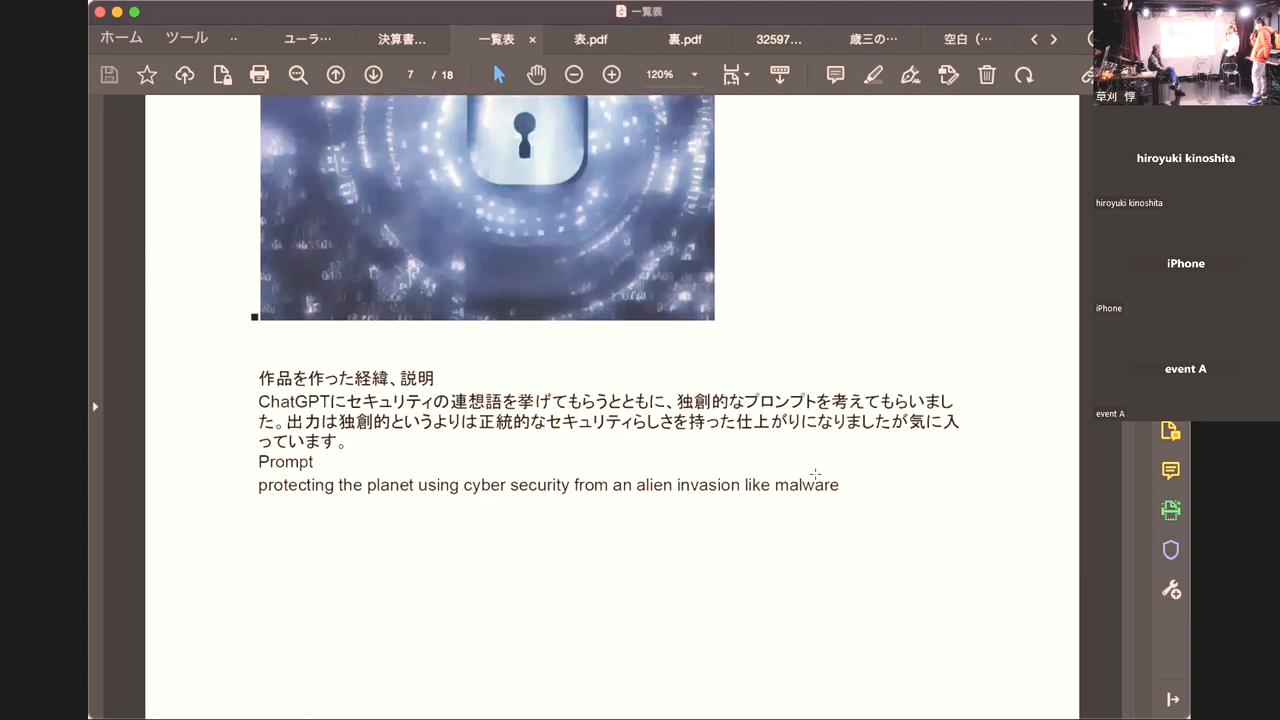 一覧表
ホーム
ツール
ユーラ…
決算書...
一覧表
表.pdf
裏.pdf
32597...
歳三の…
空白（…
7 / 18
120%
作品を作った経緯、説明
ChatGPTにセキュリティの連想語を挙げてもらうとともに、独創的なプロンプトを考えてもらいまし
た。出力は独創的というよりは正統的なセキュリティらしさを持った仕上がりになりましたが気に入
っています。
Prompt
protecting the planet using cyber security from an alien invasion like malware
草刈 惇
hiroyuki kinoshita
hiroyuki kinoshita
iPhone
iPhone
event A
event A